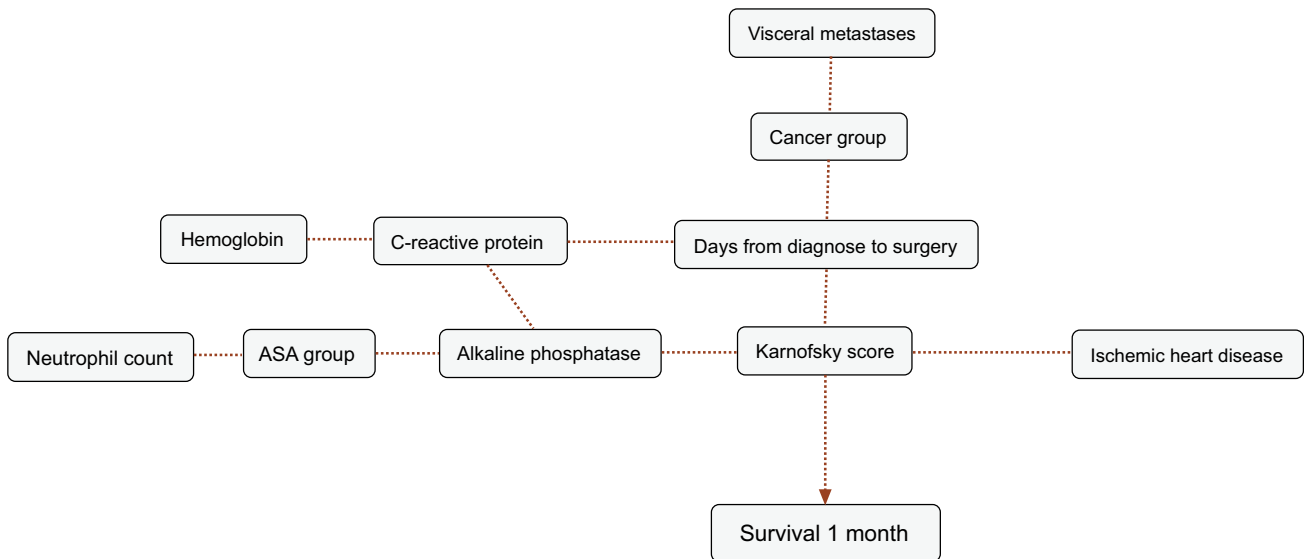 Visceral metastases
Cancer group
Hemoglobin
C-reactive protein
Days from diagnose to surgery
Neutrophil count
ASA group
Alkaline phosphatase
Karnofsky score
Ischemic heart disease
Survival 1 month